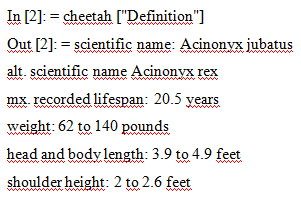 In [2]: = cheetah ["Definition"]
Out [2]: = scientific name: Acinonvx jubatus
alt. scientific name Acinonvx rex
mx. recorded lifespan: 20.5 years
weight: 62 to 140 pounds
head and body length: 3.9 to 4.9 feet
shoulder height: 2 to 2.6 feet